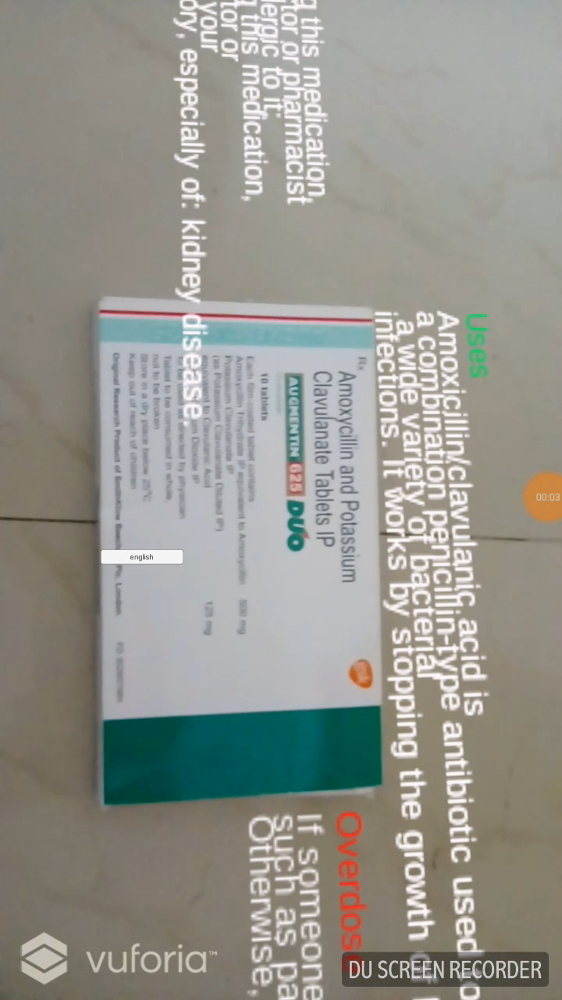 g this medication,
tor or pharmacist
lergic to it;
g this medication,
tor or
your
ory, especially of: kidney disease,
Uses
Amoxicillin/clavulanic acid is
a combination penicillin-type antibiotic used to
a wide variety of bacterial
infections. It works by stopping the growth of
Rx
Amoxycillin and Potassium
Clavulanate Tablets IP
AUGMENTIN 625 DUO
10 tablets
Each film-coated tablet contains:
Amoxycillin Trihydrate IP equivalent to Amoxycillin 500 mg
Potassium Clavulanate IP
(as Potassium Clavulanate Diluted IP)
equivalent to Clavulanic Acid 125 mg
Dioxide IP
directed by physician
Tablet to be consumed in whole,
not to be broken
Store in a dry place below 25°C
Keep out of reach of children
Original Research Product of SmithKline Beecham Plc, London.
gsk
english
Overdose
If someone
such as pa
Otherwise,
00:03
vuforia™
DU SCREEN RECORDER